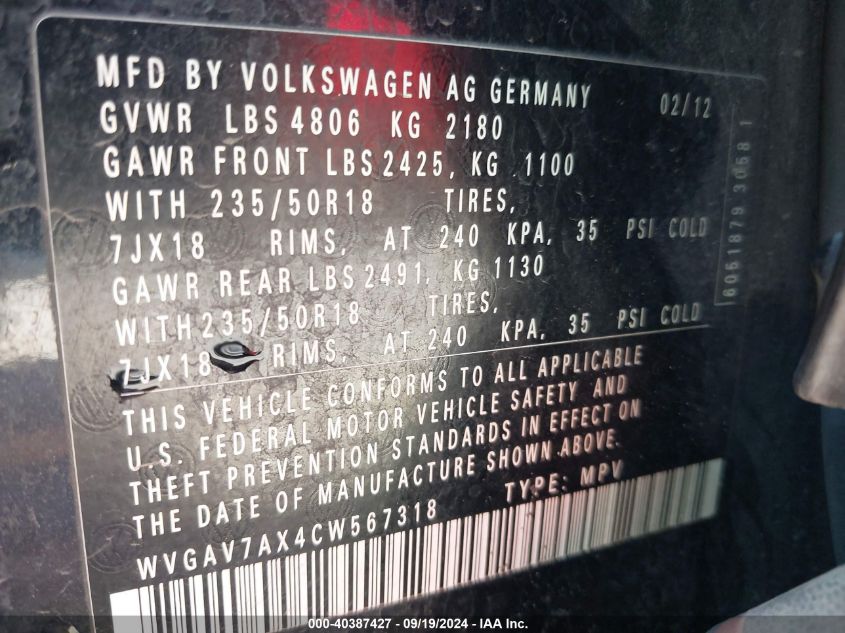 MFD BY VOLKSWAGEN AG GERMANY 02/12
GVWR LBS 4806 KG 2180
GAWR FRONT LBS 2425, KG 1100
WITH 235/50R18 TIRES,
7JX18 RIMS, AT 240 KPA, 35 PSI COLD
GAWR REAR LBS 2491, KG 1130
WITH 235/50R18 TIRES,
7JX18 RIMS, AT 240 KPA, 35 PSI COLD
THIS VEHICLE CONFORMS TO ALL APPLICABLE
U.S. FEDERAL MOTOR VEHICLE SAFETY AND
THEFT PREVENTION STANDARDS IN EFFECT ON
THE DATE OF MANUFACTURE SHOWN ABOVE.
WVGAV7AX4CW567318 TYPE: MPV
6051879 3058 1
000-40387427 - 09/19/2024 - IAA Inc.